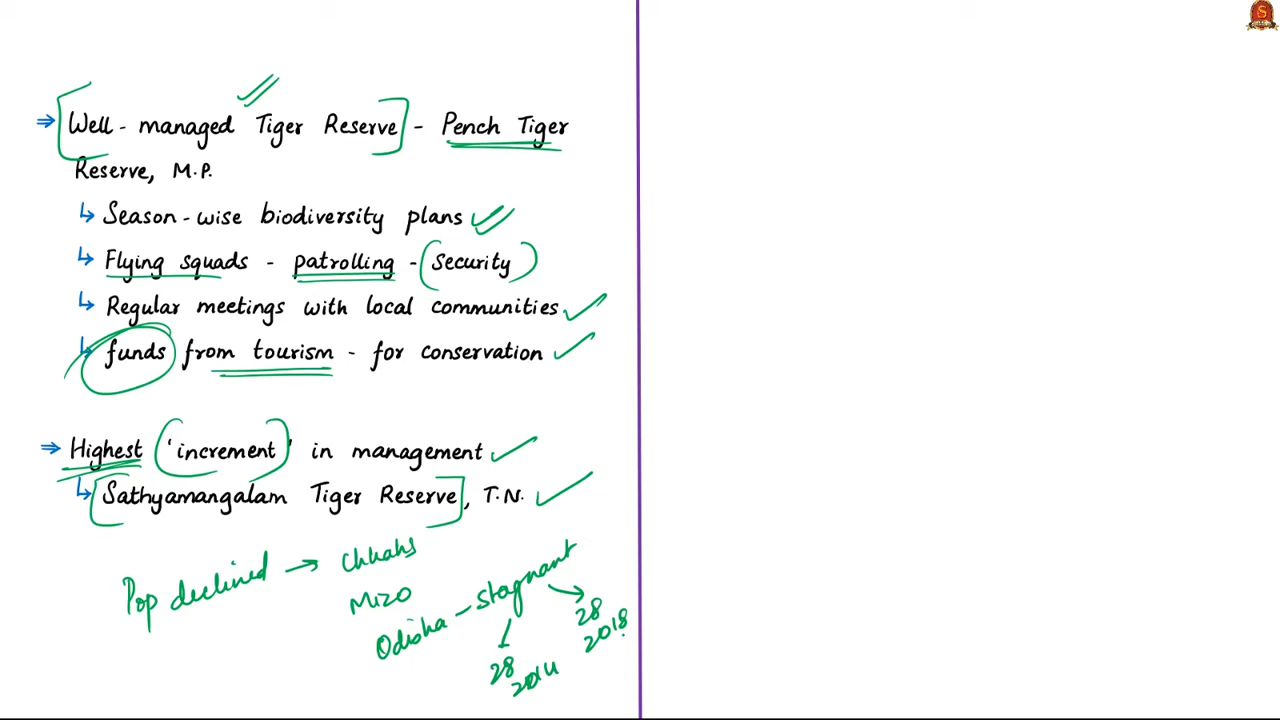 ⇒ Well-managed Tiger Reserve - Pench Tiger
Reserve, M.P.
↳ Season-wise biodiversity plans
↳ Flying squads - patrolling - (Security)
↳ Regular meetings with local communities
↳ funds from tourism - for conservation
⇒ Highest 'increment' in management
↳ Sathyamangalam Tiger Reserve, T.N.
Pop declined →
Mizo
Odisha - stagnant
28
2014
28
2018
S